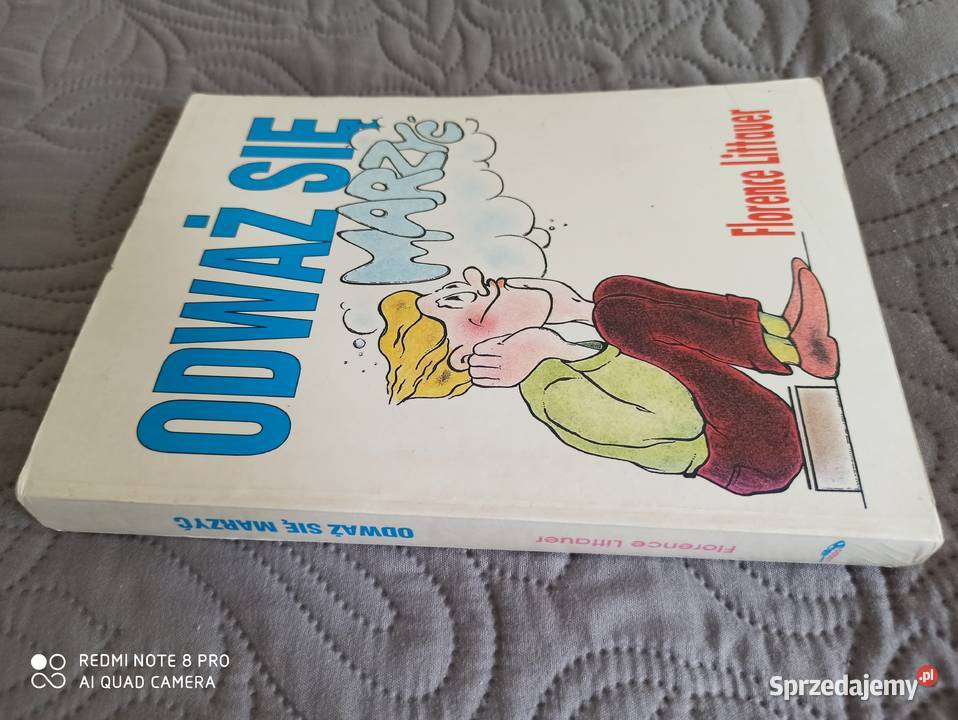 ODWAŻ SIĘ
MARZYĆ
Florence Littauer
ODWAŻ SIĘ MARZYĆ
Florence Littauer
REDMI NOTE 8 PRO
AI QUAD CAMERA
Sprzedajemy.pl